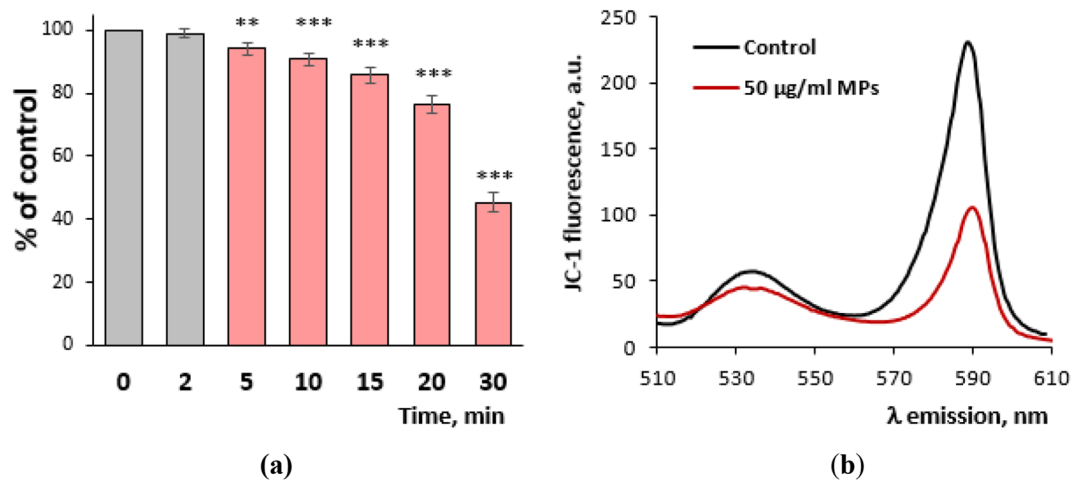 % of control
100
80
60
40
20
0
**
***
***
***
***
0 2 5 10 15 20 30
Time, min
(a)
JC-1 fluorescence, a.u.
250
200
150
100
50
0
Control
50 µg/ml MPs
510 530 550 570 590 610
λ emission, nm
(b)